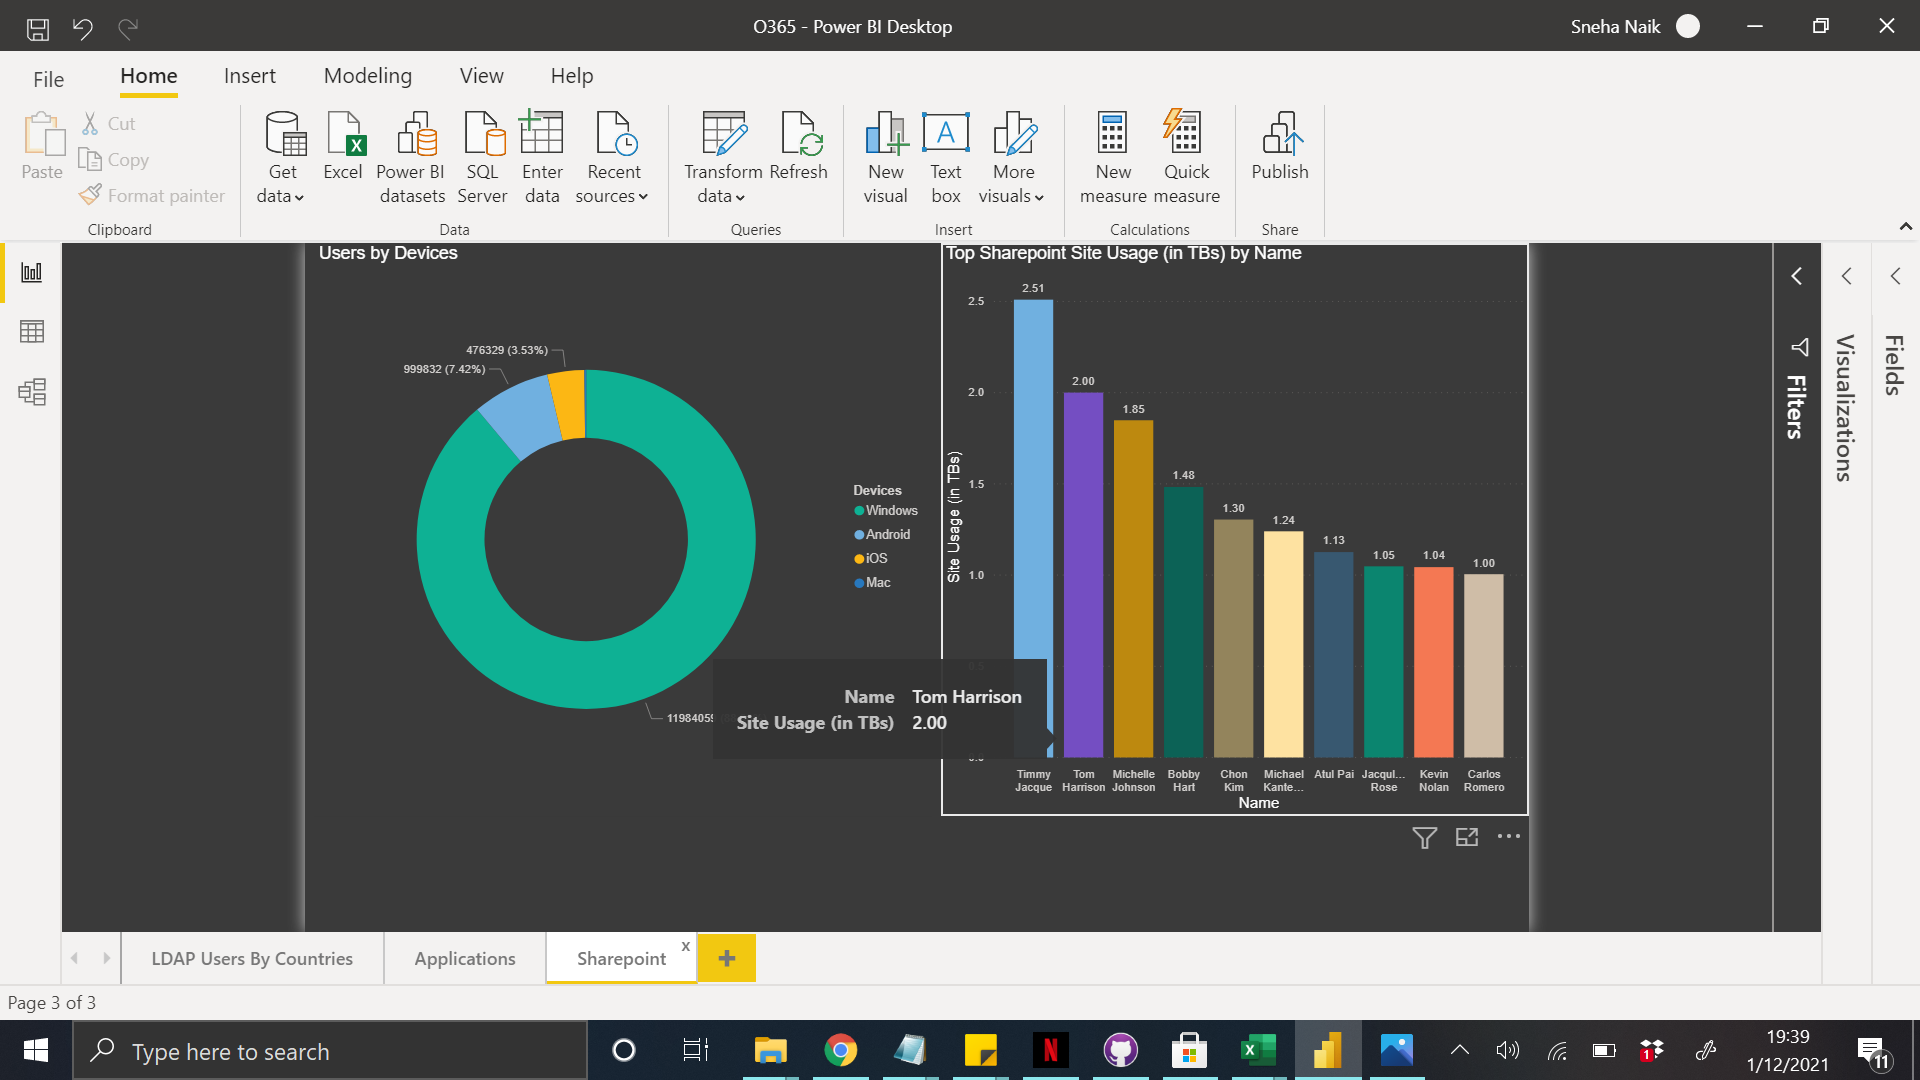 O365 - Power BI Desktop
Sneha Naik
File
Home
Insert
Modeling
View
Help
Paste
Cut
Copy
Format painter
Clipboard
Get
data
Excel
Power BI
datasets
SQL
Server
Enter
data
Recent
sources
Data
Transform
data
Refresh
Queries
New
visual
Text
box
More
visuals
Insert
New
measure
Quick
measure
Calculations
Publish
Share
Users by Devices
476329 (3.53%)
999832 (7.42%)
11984059
Devices
Windows
Android
iOS
Mac
Top Sharepoint Site Usage (in TBs) by Name
Site Usage (in TBs)
2.5
2.0
1.5
1.0
0.5
0.0
2.51
2.00
1.85
1.48
1.30
1.24
1.13
1.05
1.04
1.00
Timmy
Jacque
Tom
Harrison
Michelle
Johnson
Bobby
Hart
Chon
Kim
Michael
Kante...
Atul Pai
Jacqul...
Rose
Kevin
Nolan
Carlos
Romero
Name
Name Tom Harrison
Site Usage (in TBs) 2.00
Filters
Visualizations
Fields
LDAP Users By Countries
Applications
Sharepoint
x
Page 3 of 3
Type here to search
19:39
1/12/2021
11